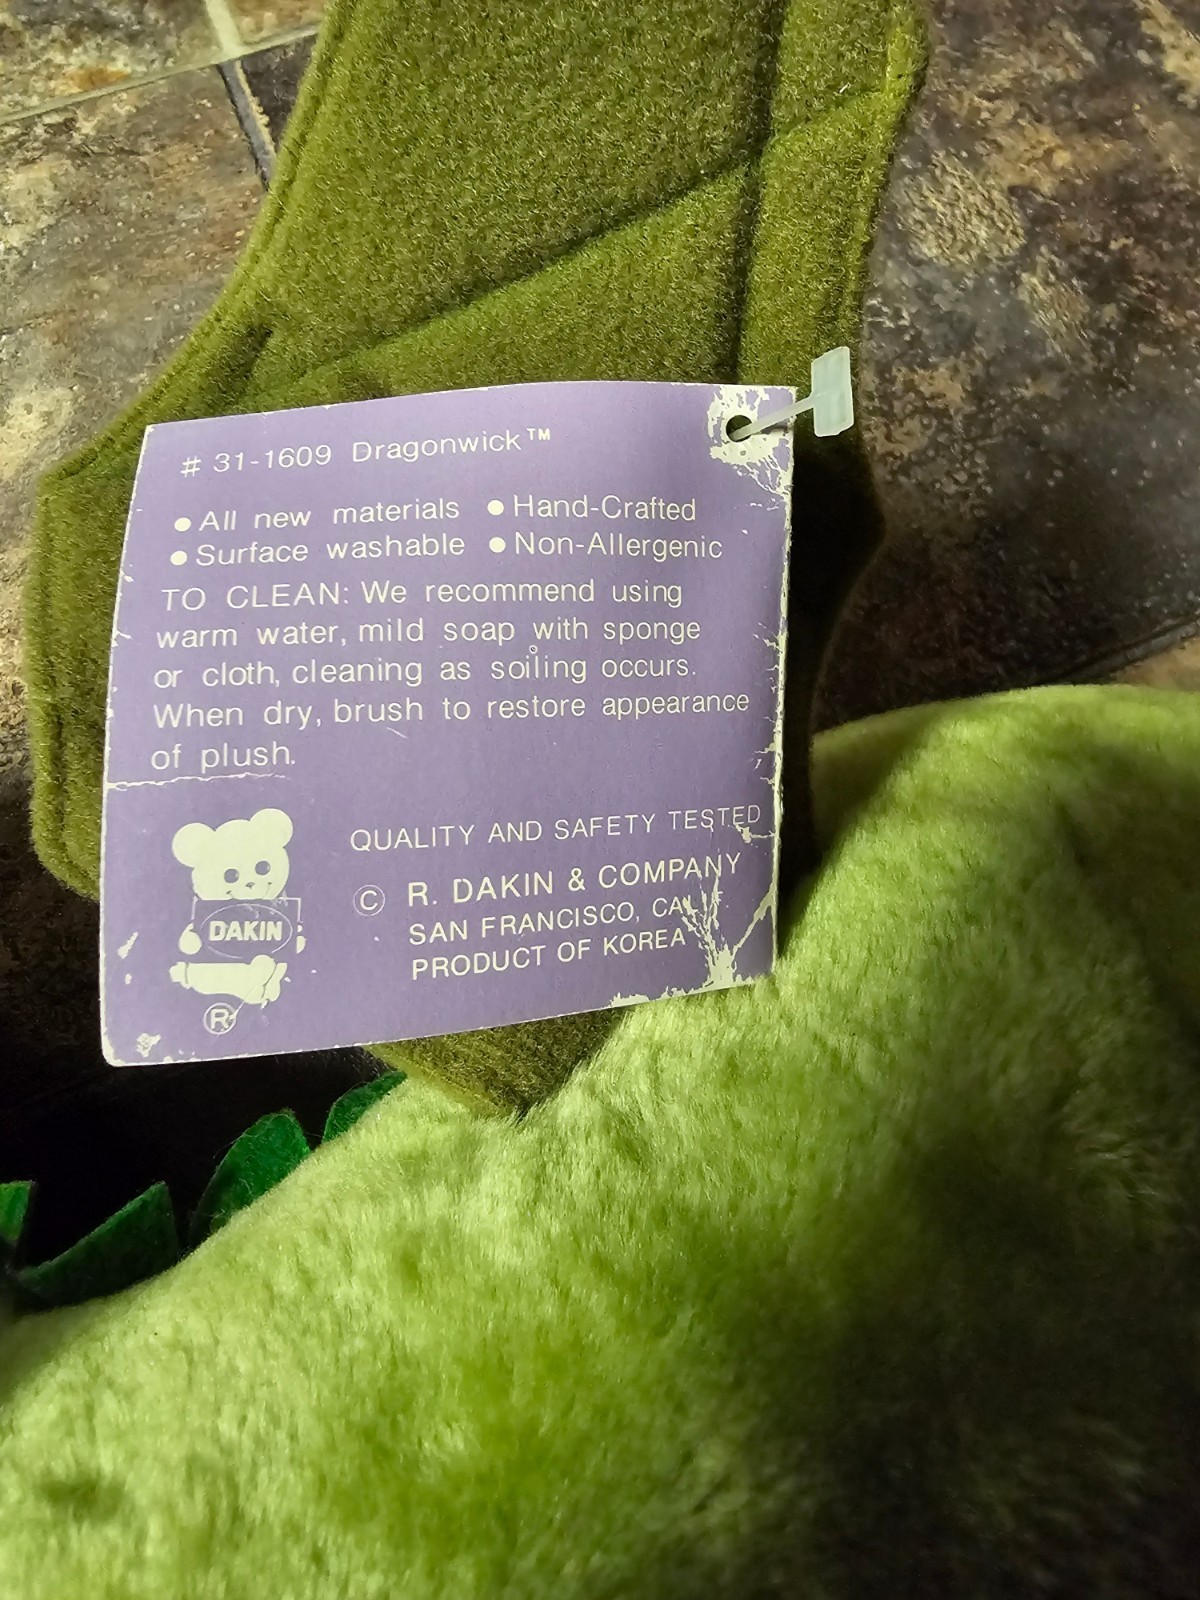 # 31-1609 Dragonwick™
● All new materials ● Hand-Crafted
● Surface washable ● Non-Allergenic
TO CLEAN: We recommend using
warm water, mild soap with sponge
or cloth, cleaning as soiling occurs.
When dry, brush to restore appearance
of plush.
QUALITY AND SAFETY TESTED
© R. DAKIN & COMPANY
SAN FRANCISCO, CA
PRODUCT OF KOREA
DAKIN
®